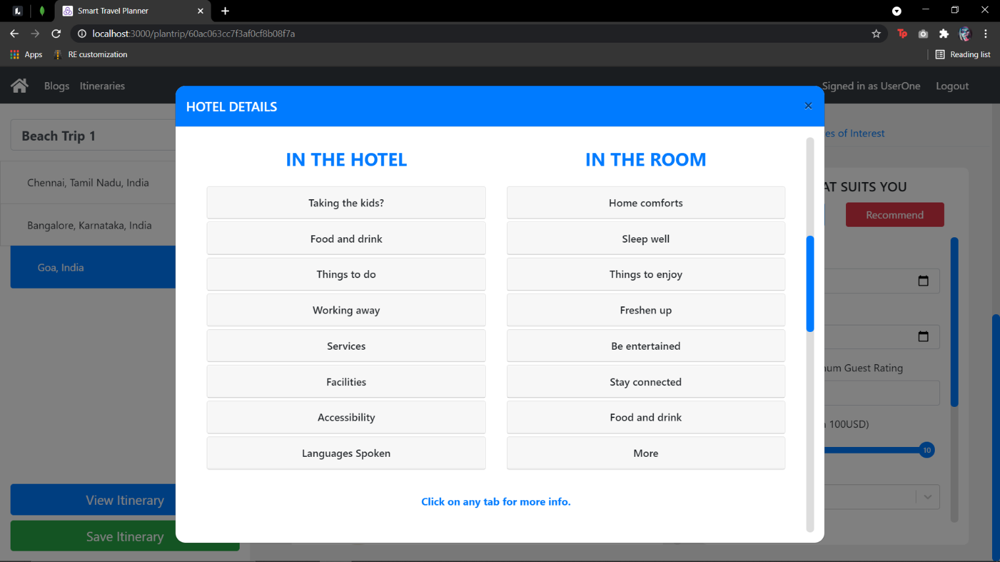 Smart Travel Planner
localhost:3000/plantrip/60ac063cc7f3af0cf8b08f7a
Tp
Apps
RE customization
Reading list
Blogs
Itineraries
Signed in as UserOne
Logout
HOTEL DETAILS
×
Beach Trip 1
Chennai, Tamil Nadu, India
Bangalore, Karnataka, India
Goa, India
View Itinerary
Save Itinerary
IN THE HOTEL
Taking the kids?
Food and drink
Things to do
Working away
Services
Facilities
Accessibility
Languages Spoken
IN THE ROOM
Home comforts
Sleep well
Things to enjoy
Freshen up
Be entertained
Stay connected
Food and drink
More
Click on any tab for more info.
of Interest
SUITS YOU
Recommend
Guest Rating
100USD)
10